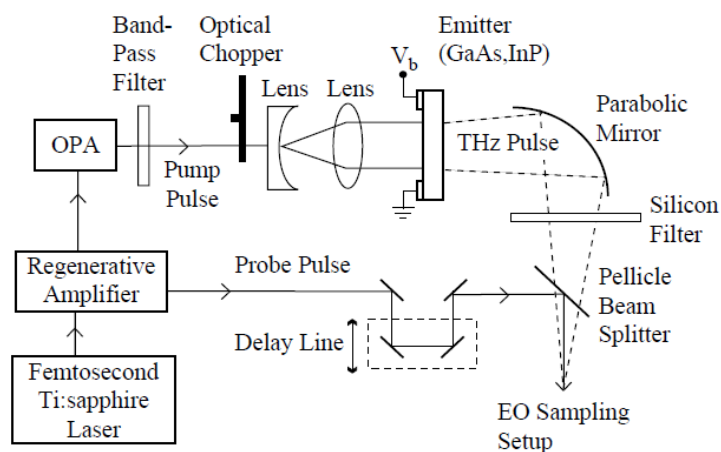 Band-
Pass
Filter
Optical
Chopper
Lens
Lens
V_b
Emitter
(GaAs,InP)
Parabolic
Mirror
OPA
Pump
Pulse
THz Pulse
Silicon
Filter
Regenerative
Amplifier
Probe Pulse
Pellicle
Beam
Splitter
Delay Line
Femtosecond
Ti:sapphire
Laser
EO Sampling
Setup